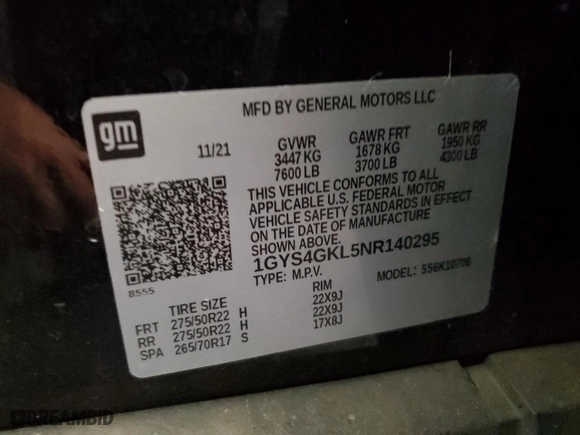 gm
MFD BY GENERAL MOTORS LLC
11/21
GVWR GAWR FRT GAWR RR
3447 KG 1678 KG 1950 KG
7600 LB 3700 LB 4300 LB
THIS VEHICLE CONFORMS TO ALL
APPLICABLE U.S. FEDERAL MOTOR
VEHICLE SAFETY STANDARDS IN EFFECT
ON THE DATE OF MANUFACTURE
SHOWN ABOVE.
1GYS4GKL5NR140295
TYPE: M.P.V. MODEL: 556K10706
8555
TIRE SIZE RIM
FRT 275/50R22 H 22X9J
RR 275/50R22 H 22X9J
SPA 265/70R17 S 17X8J
DREAMBID